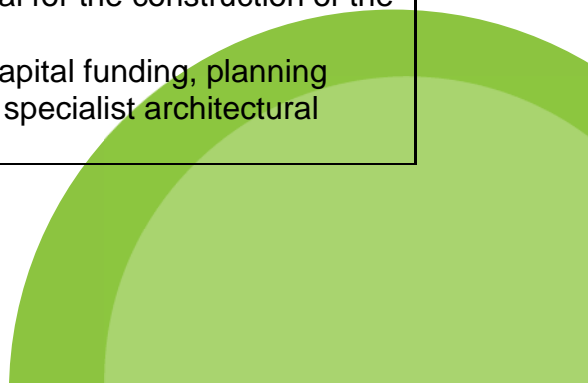 al for the construction of the
apital funding, planning
specialist architectural